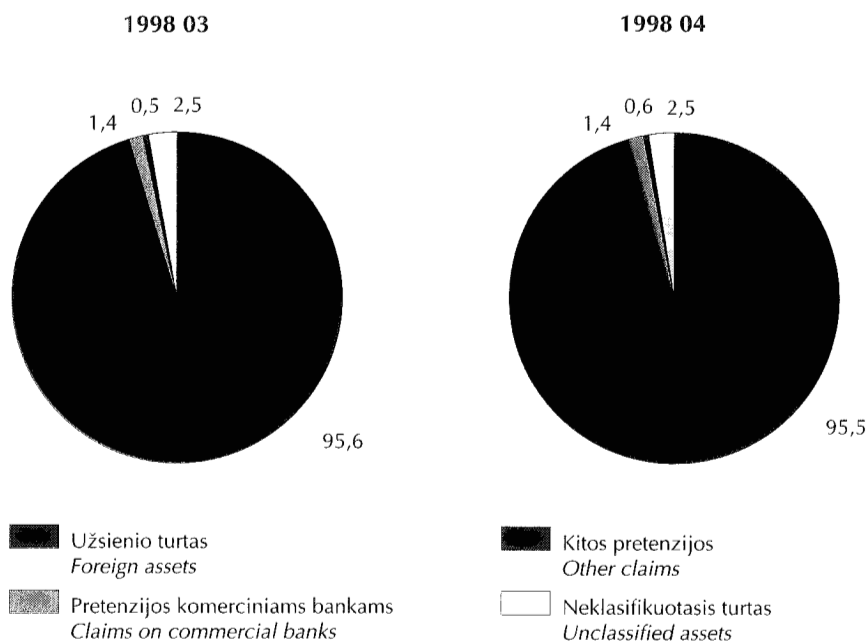 1998 03
1998 04
0,5 2,5
1,4
0,6 2,5
1,4
95,6
95,5
Užsienio turtas
Foreign assets
Pretenzijos komerciniams bankams
Claims on commercial banks
Kitos pretenzijos
Other claims
Neklasifikuotasis turtas
Unclassified assets